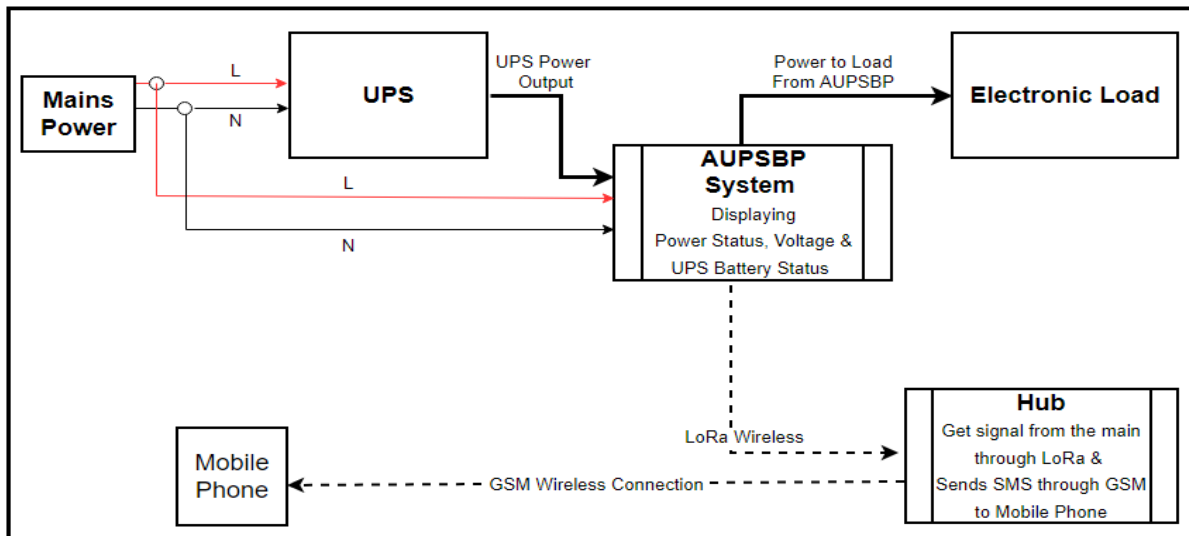 Mains
Power
L
N
UPS
UPS Power
Output
Power to Load
From AUPSBP
Electronic Load
L
N
AUPSBP
System
Displaying
Power Status, Voltage &
UPS Battery Status
LoRa Wireless
Hub
Get signal from the main
through LoRa &
Sends SMS through GSM
to Mobile Phone
GSM Wireless Connection
Mobile
Phone